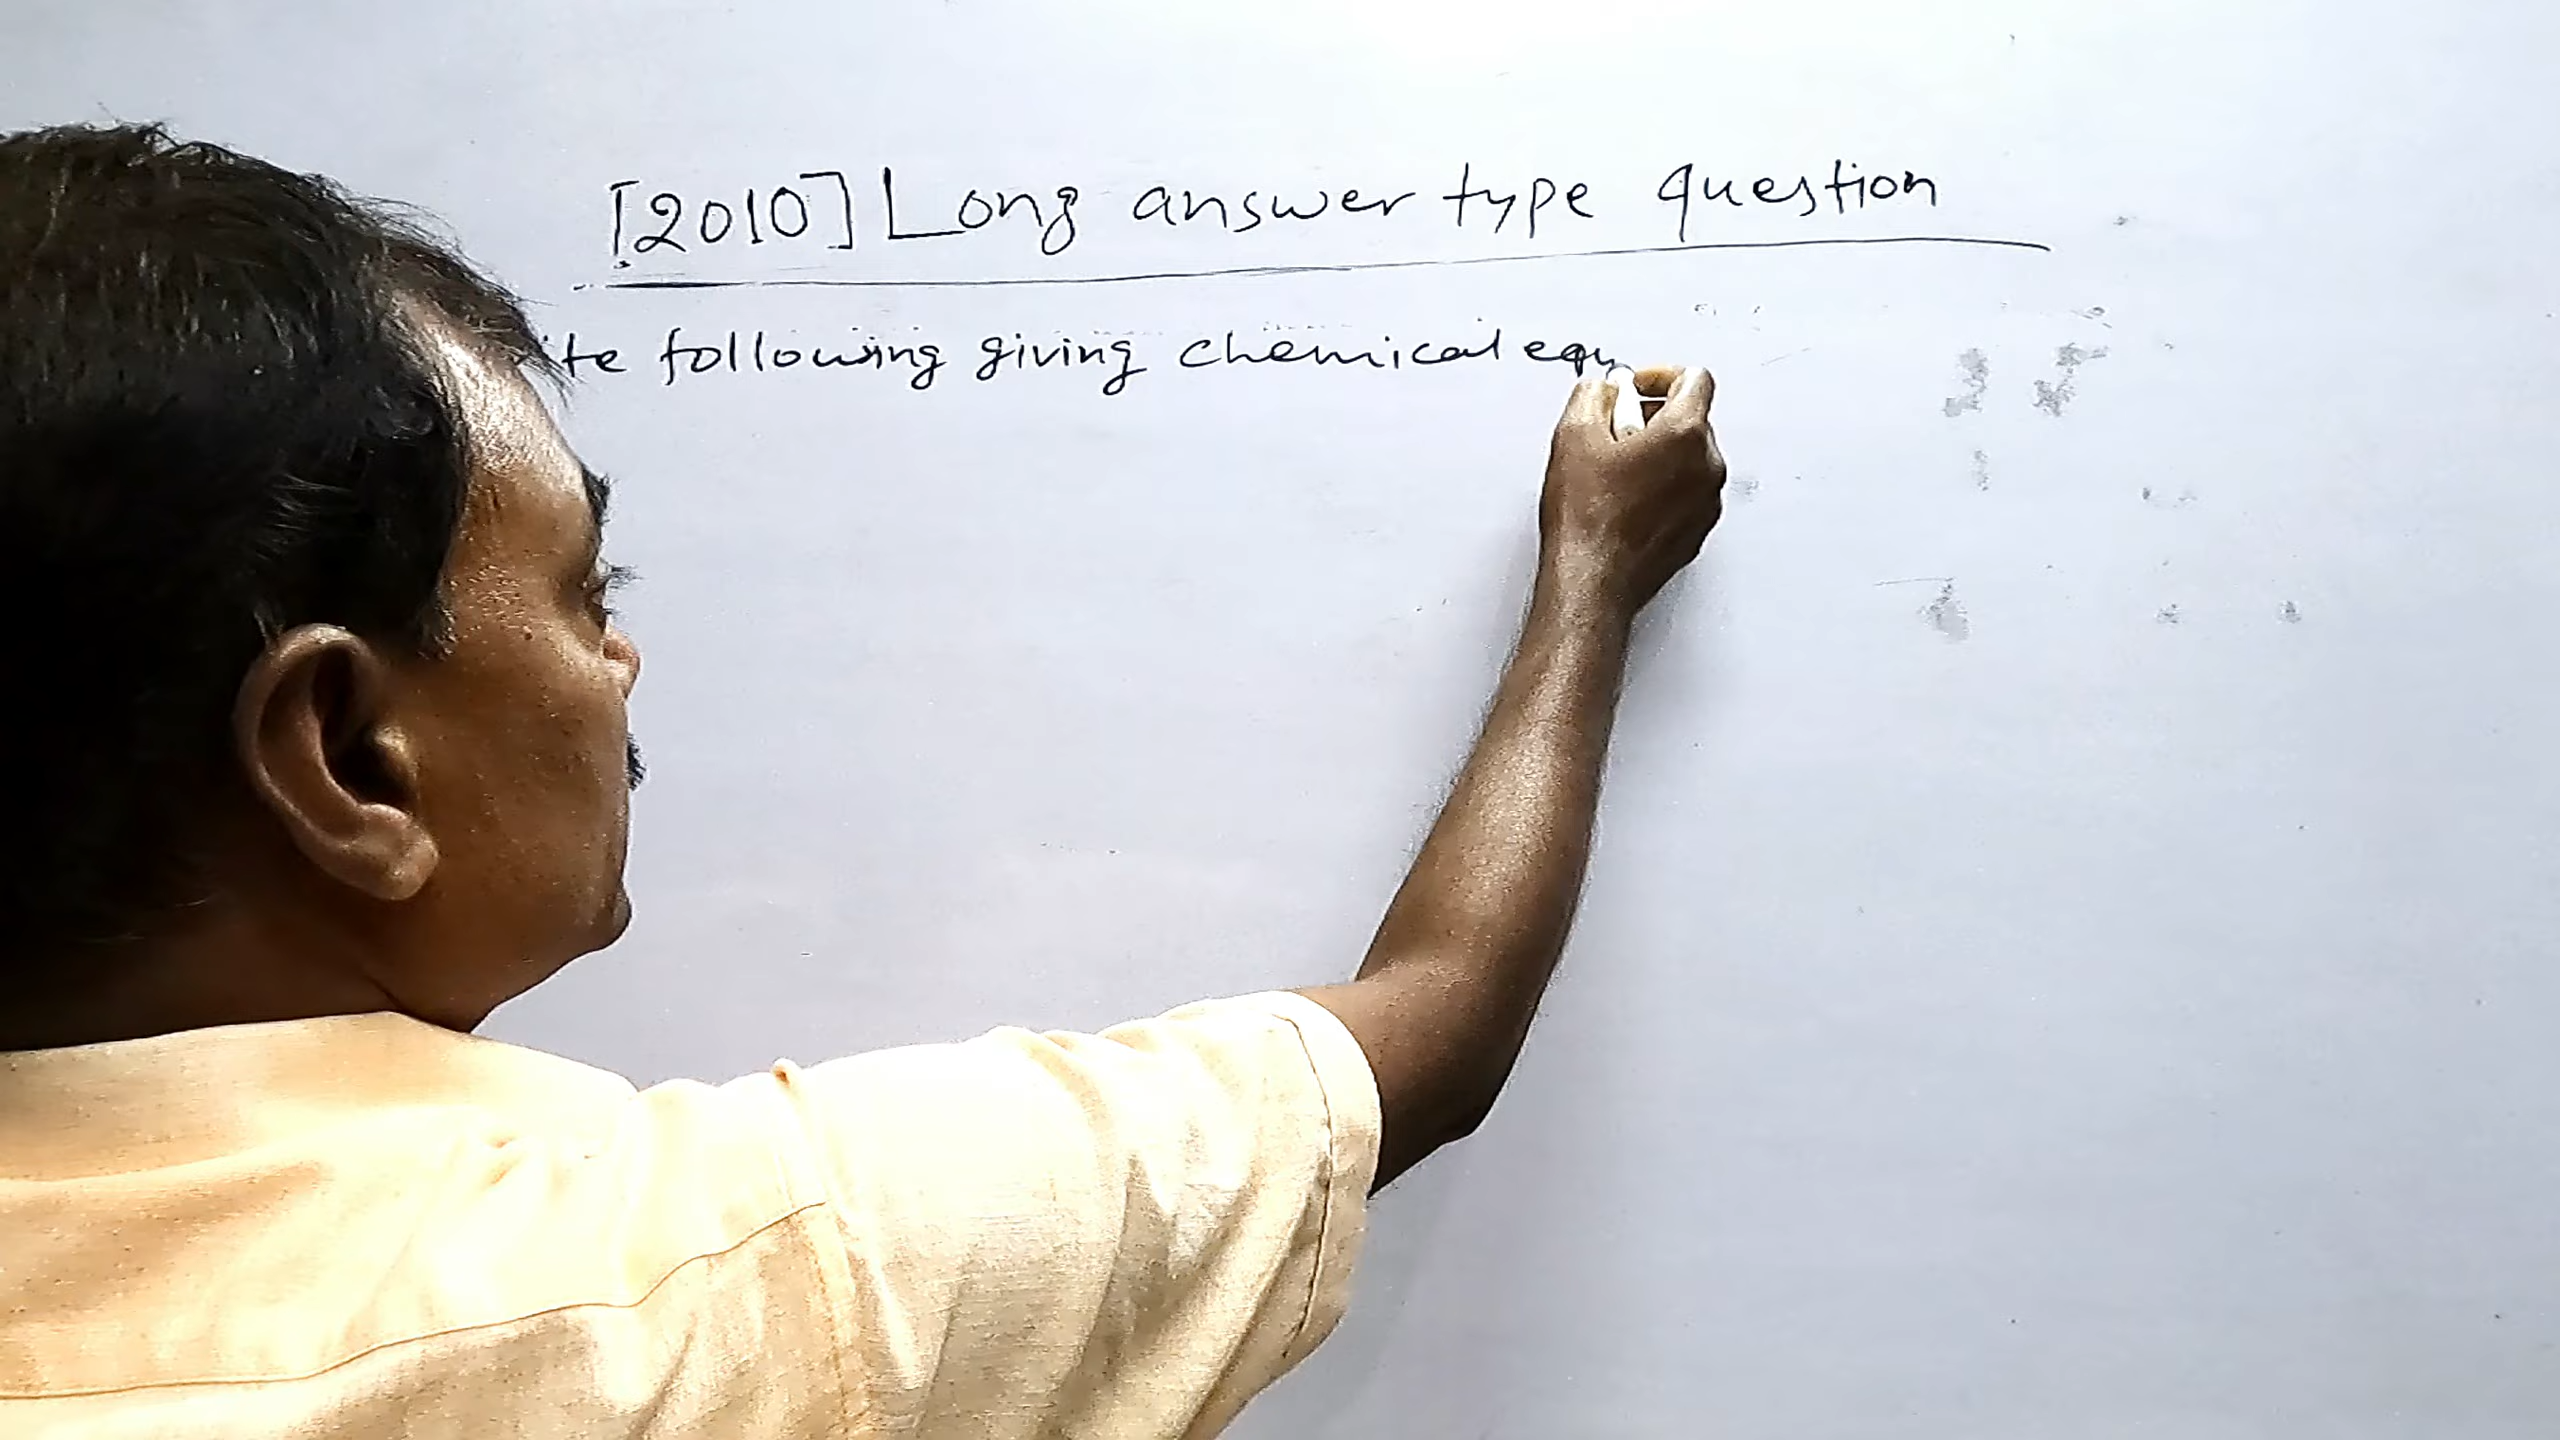 [2010] Long answer type question
ite following giving chemical equ